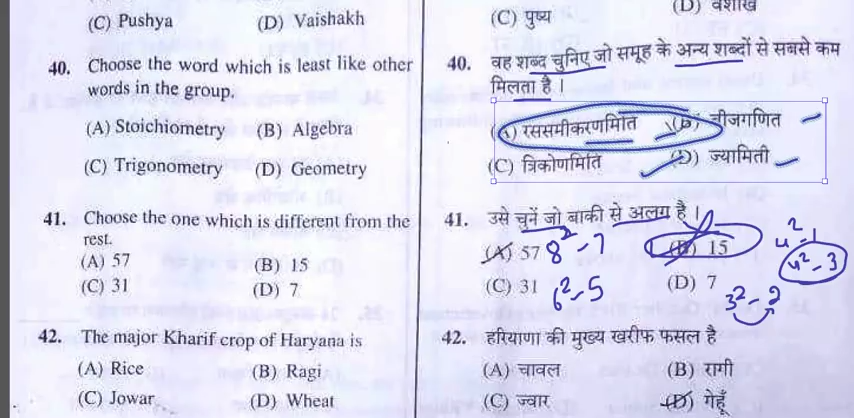 (C) Pushya (D) Vaishakh
40. Choose the word which is least like other
words in the group.
(A) Stoichiometry (B) Algebra
(C) Trigonometry (D) Geometry
41. Choose the one which is different from the
rest.
(A) 57 (B) 15
(C) 31 (D) 7
42. The major Kharif crop of Haryana is
(A) Rice (B) Ragi
(C) Jowar (D) Wheat
(C) पुष्य (D) वैशाख
40. वह शब्द चुनिए जो समूह के अन्य शब्दों से सबसे कम
मिलता है ।
(A) रससमीकरणमिति (B) बीजगणित
(C) त्रिकोणमिति (D) ज्यामिती
41. उसे चुनें जो बाकी से अलग है ।
(A) 57 8²-7 (B) 15 4²-1
4²-3
(C) 31 6²-5 (D) 7 3²-2
42. हरियाणा की मुख्य खरीफ फसल है
(A) चावल (B) रागी
(C) ज्वार (D) गेहूँ